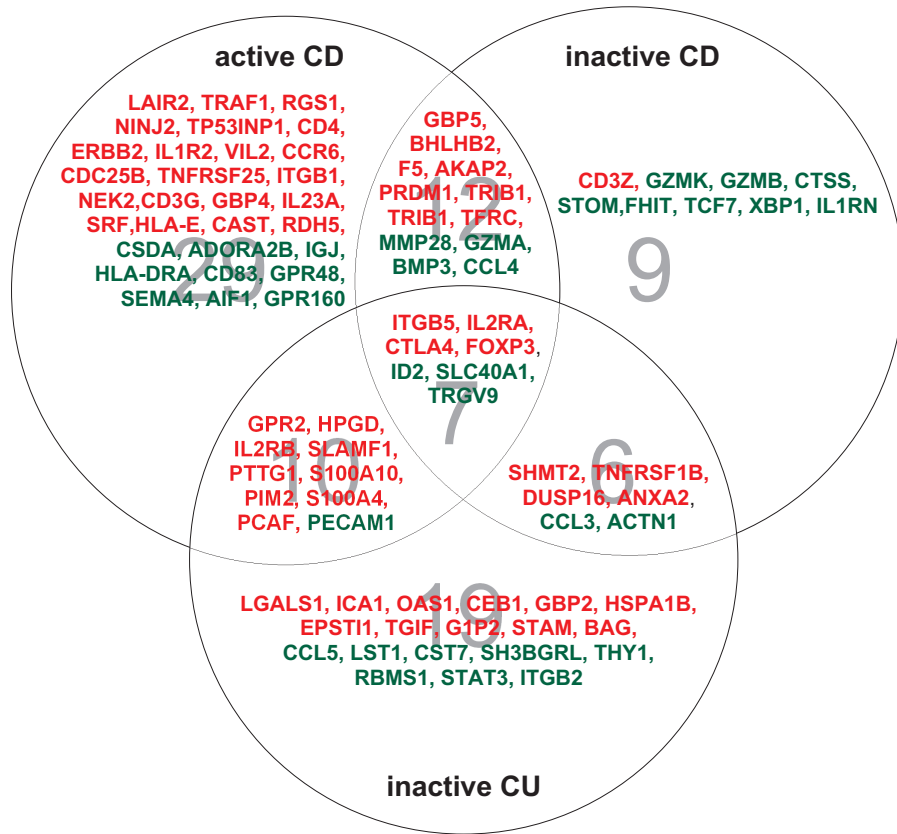 active CD
inactive CD
LAIR2, TRAF1, RGS1,
NINJ2, TP53INP1, CD4,
ERBB2, IL1R2, VIL2, CCR6,
CDC25B, TNFRSF25, ITGB1,
NEK2,CD3G, GBP4, IL23A,
SRF,HLA-E, CAST, RDH5,
CSDA, ADORA2B, IGJ,
HLA-DRA, CD83, GPR48,
SEMA4, AIF1, GPR160
29
GBP5,
BHLHB2,
F5, AKAP2,
PRDM1, TRIB1,
TRIB1, TFRC,
MMP28, GZMA,
BMP3, CCL4
12
CD3Z, GZMK, GZMB, CTSS,
STOM,FHIT, TCF7, XBP1, IL1RN
9
ITGB5, IL2RA,
CTLA4, FOXP3,
ID2, SLC40A1,
TRGV9
7
GPR2, HPGD,
IL2RB, SLAMF1,
PTTG1, S100A10,
PIM2, S100A4,
PCAF, PECAM1
10
SHMT2, TNFRSF1B,
DUSP16, ANXA2,
CCL3, ACTN1
6
LGALS1, ICA1, OAS1, CEB1, GBP2, HSPA1B,
EPSTI1, TGIF, G1P2, STAM, BAG,
CCL5, LST1, CST7, SH3BGRL, THY1,
RBMS1, STAT3, ITGB2
19
inactive CU